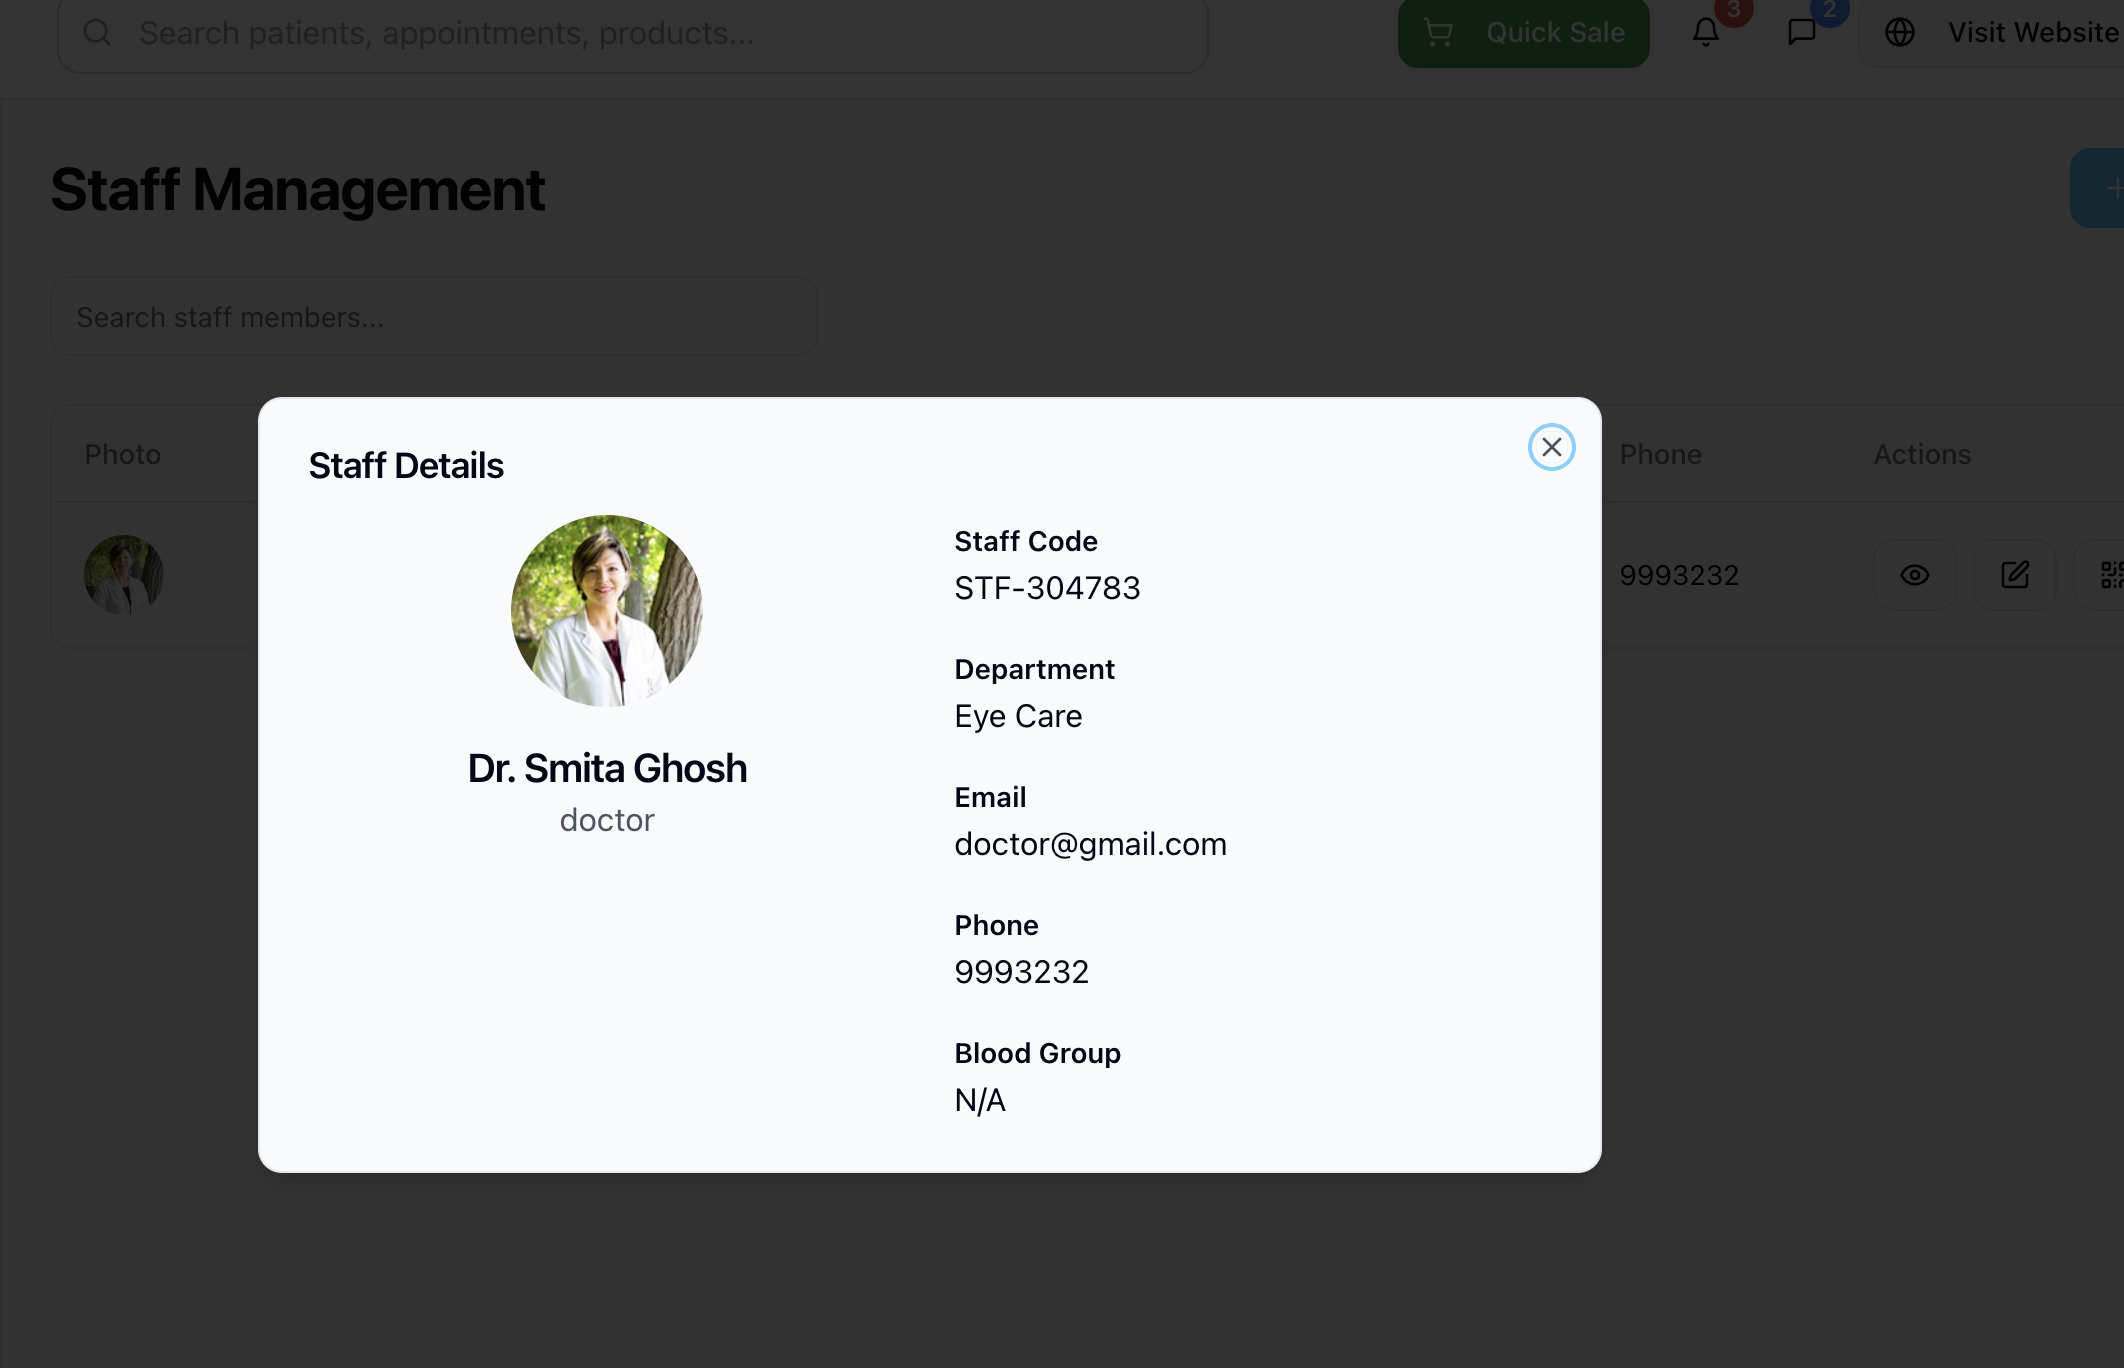 Search patients, appointments, products...
Quick Sale
3
2
Visit Website
Staff Management
Search staff members...
Photo
Phone
Actions
9993232
Staff Details
Dr. Smita Ghosh
doctor
Staff Code
STF-304783
Department
Eye Care
Email
doctor@gmail.com
Phone
9993232
Blood Group
N/A